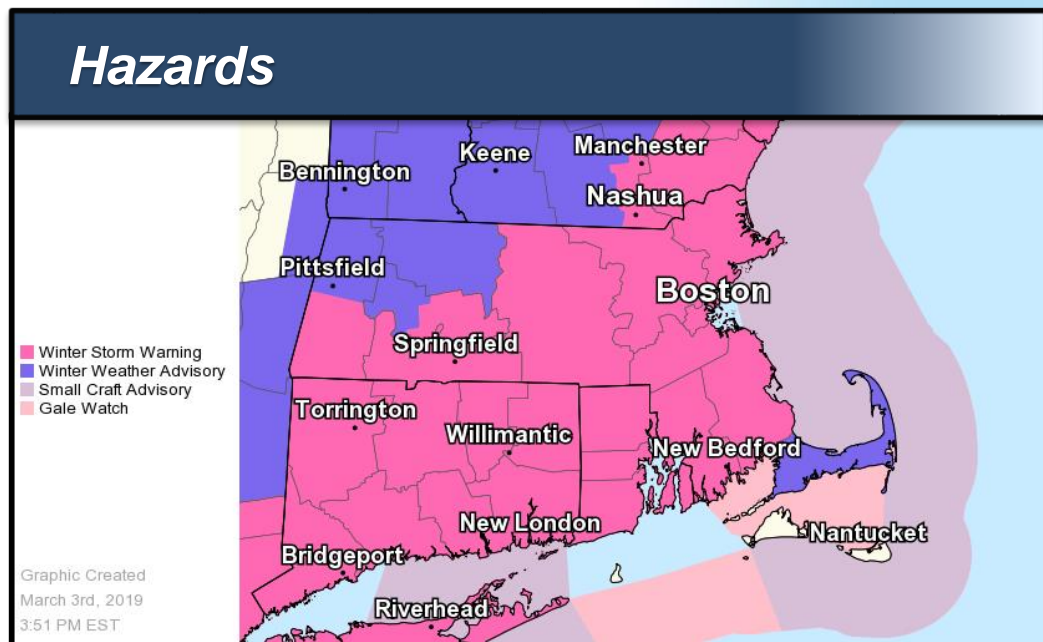 Hazards
Manchester
Keene
Bennington
Nashua
Pittsfield
Boston
Springfield
Winter Storm Warning
Winter Weather Advisory
Small Craft Advisory
Gale Watch
Torrington
Willimantic
New Bedford
New London
Nantucket
Bridgeport
Graphic Created
March 3rd, 2019
3:51 PM EST
Riverhead